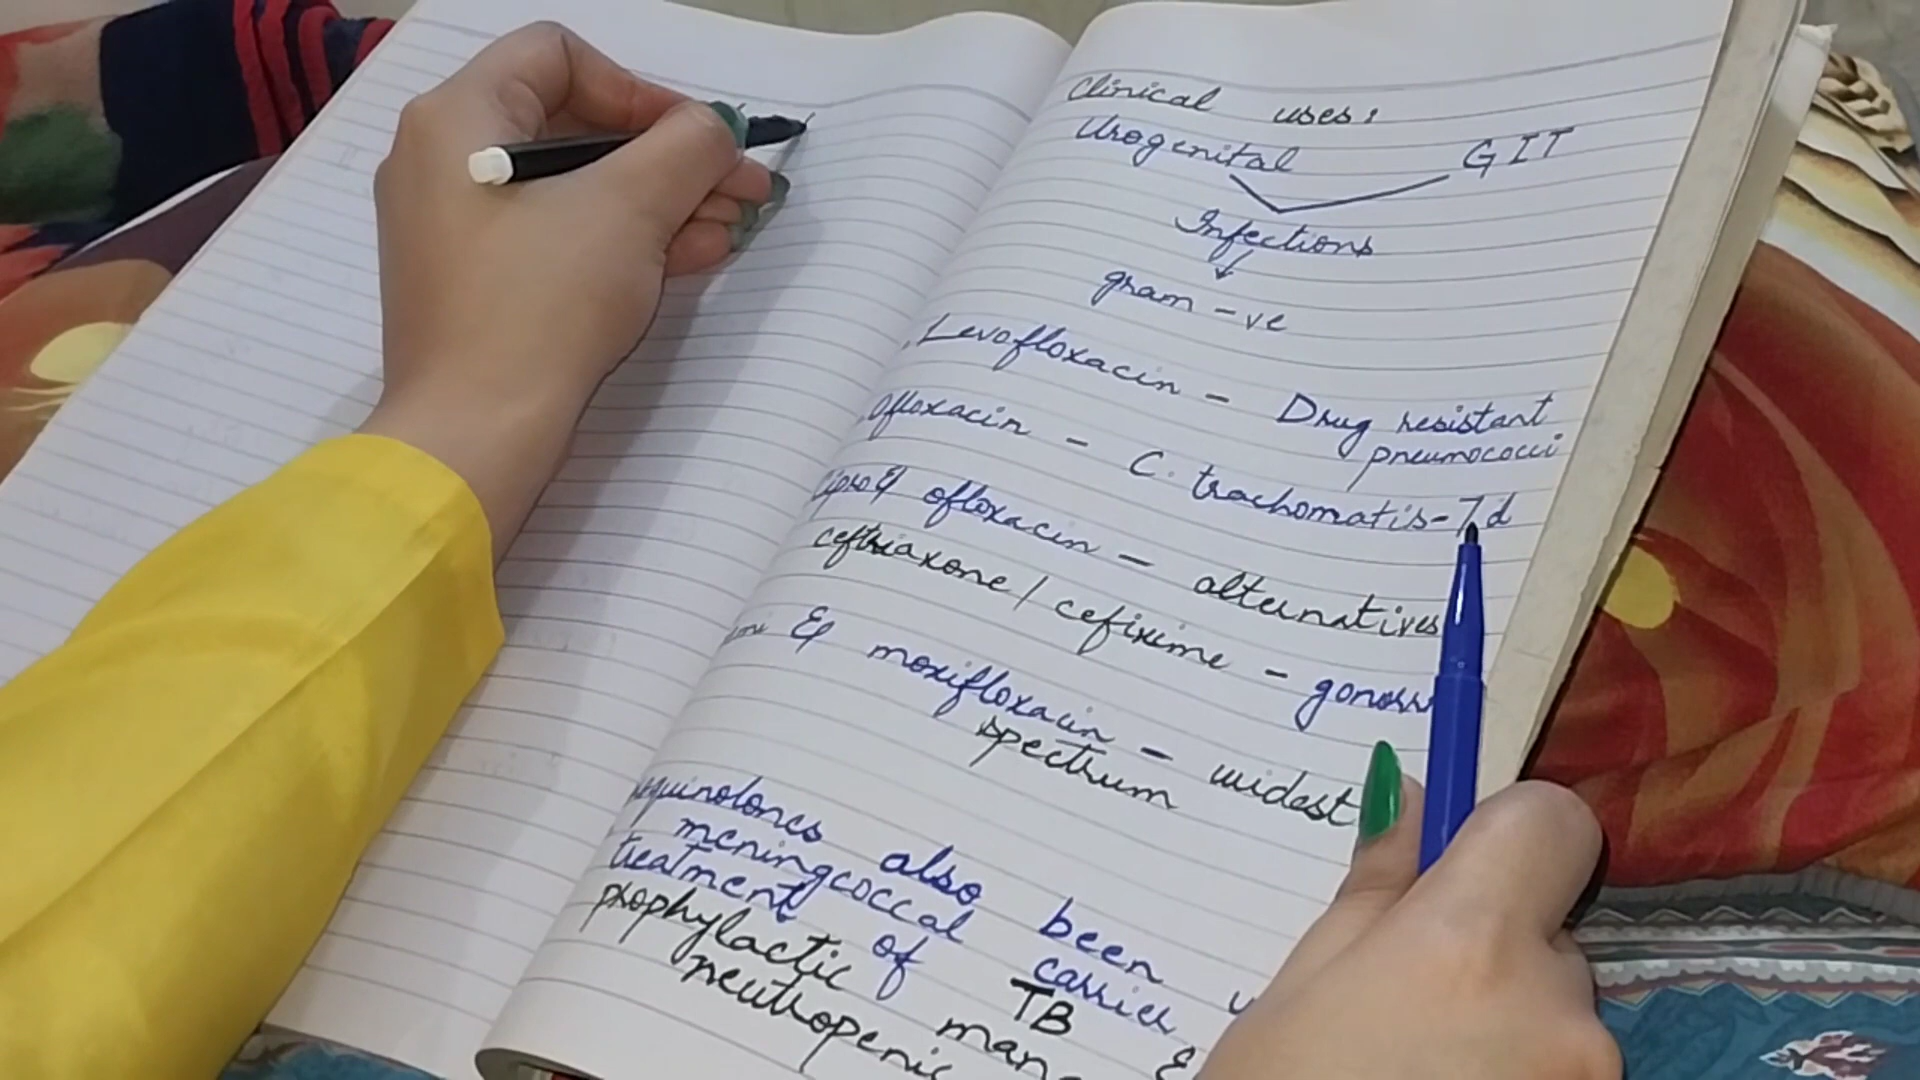 Clinical uses:
Urogenital GIT
Infections
gram -ve
Levofloxacin - Drug resistant
pneumococci
Ofloxacin - C. trachomatis - 7d
& ofloxacin - alternatives
ceftriaxone / cefixime -
& moxifloxacin - widest
spectrum
also been
meningcoccal carrier
treatment of TB &
prophylactic
neutropenic